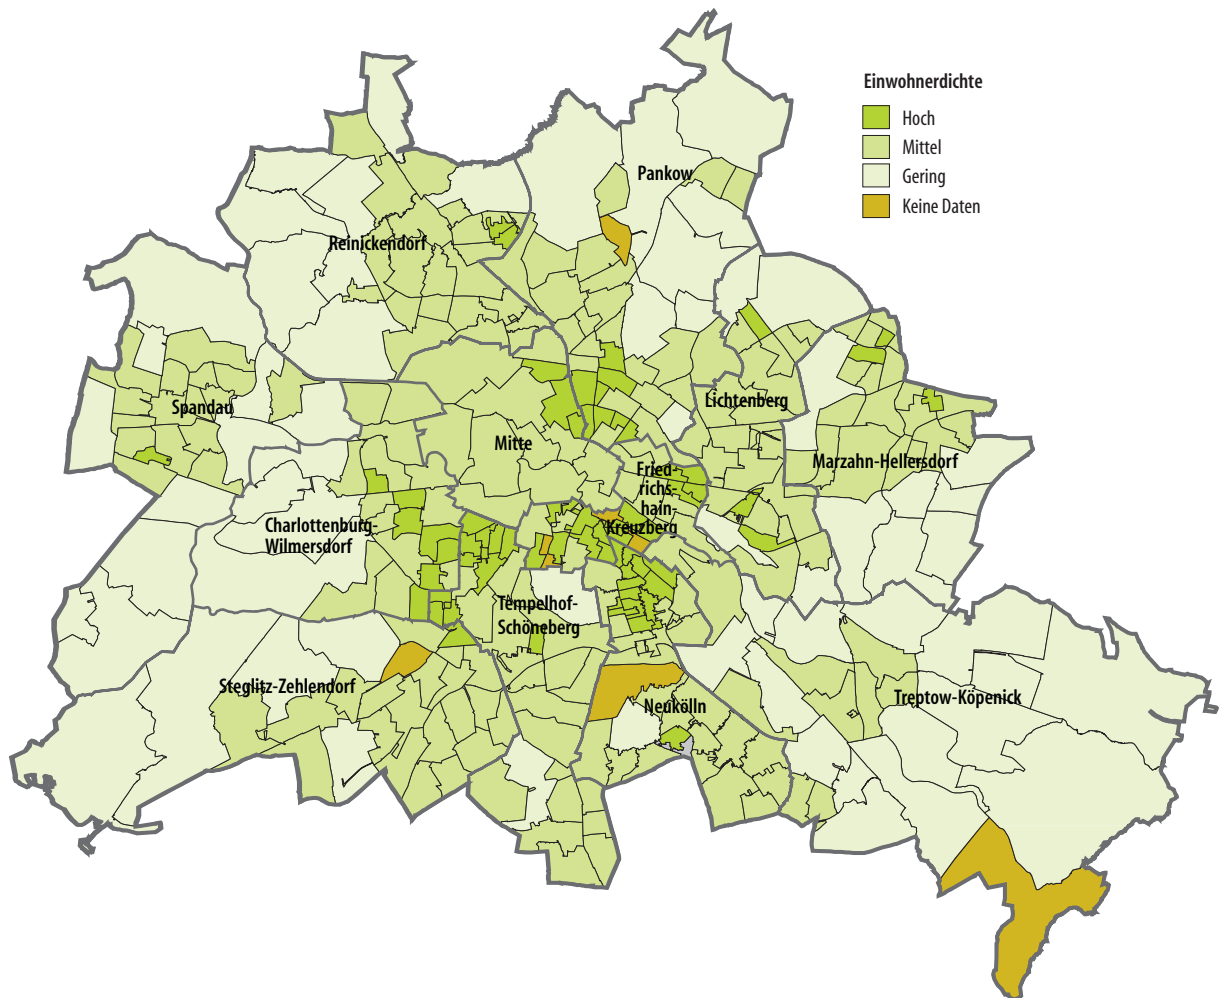 Einwohnerdichte
Hoch
Mittel
Gering
Keine Daten
Pankow
Reinickendorf
Spandau
Lichtenberg
Mitte
Marzahn-Hellersdorf
Fried-
richs-
hain-
Kreuzberg
Charlottenburg-
Wilmersdorf
Tempelhof-
Schöneberg
Steglitz-Zehlendorf
Neukölln
Treptow-Köpenick